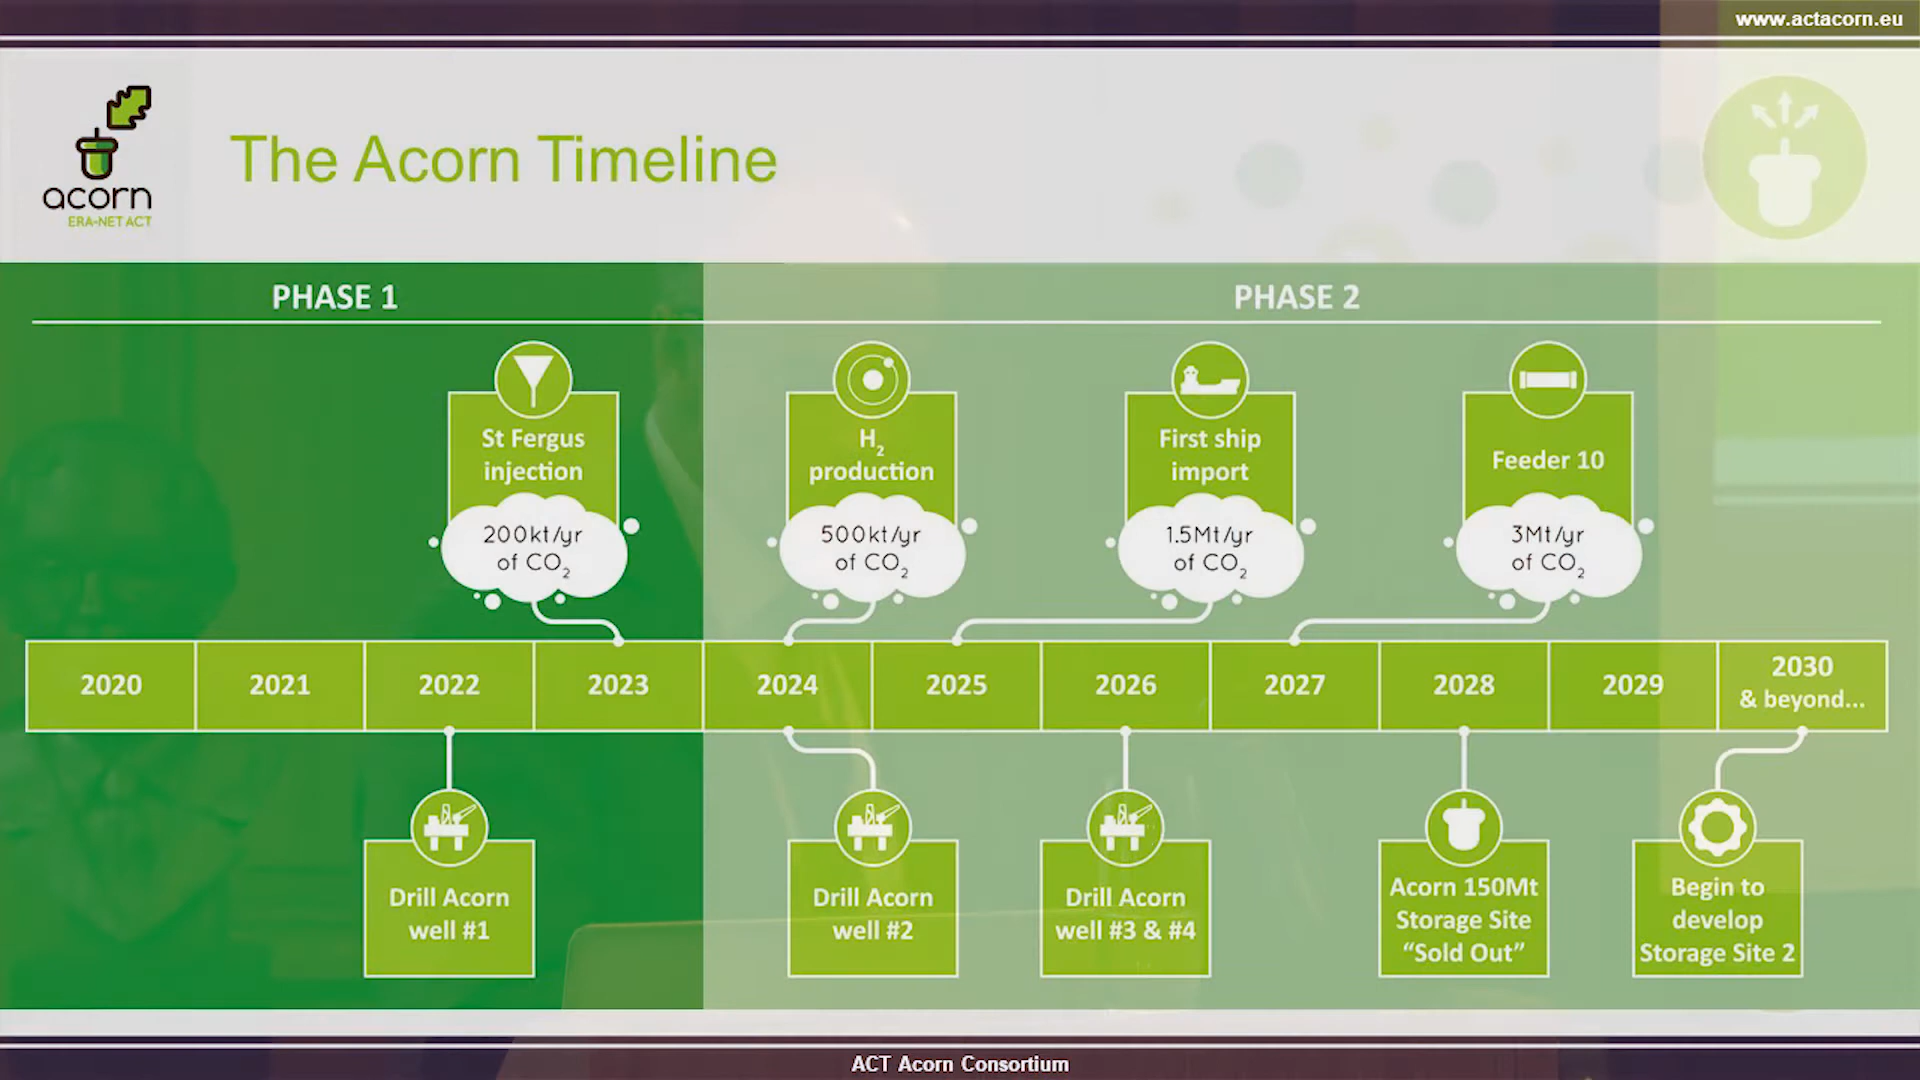 www.actacorn.eu
acorn
ERA-NET ACT
The Acorn Timeline
PHASE 1
PHASE 2
St Fergus
injection
200kt/yr
of CO2
H2
production
500kt/yr
of CO2
First ship
import
1.5Mt/yr
of CO2
Feeder 10
3Mt/yr
of CO2
2020
2021
2022
2023
2024
2025
2026
2027
2028
2029
2030
& beyond...
Drill Acorn
well #1
Drill Acorn
well #2
Drill Acorn
well #3 & #4
Acorn 150Mt
Storage Site
“Sold Out”
Begin to
develop
Storage Site 2
ACT Acorn Consortium